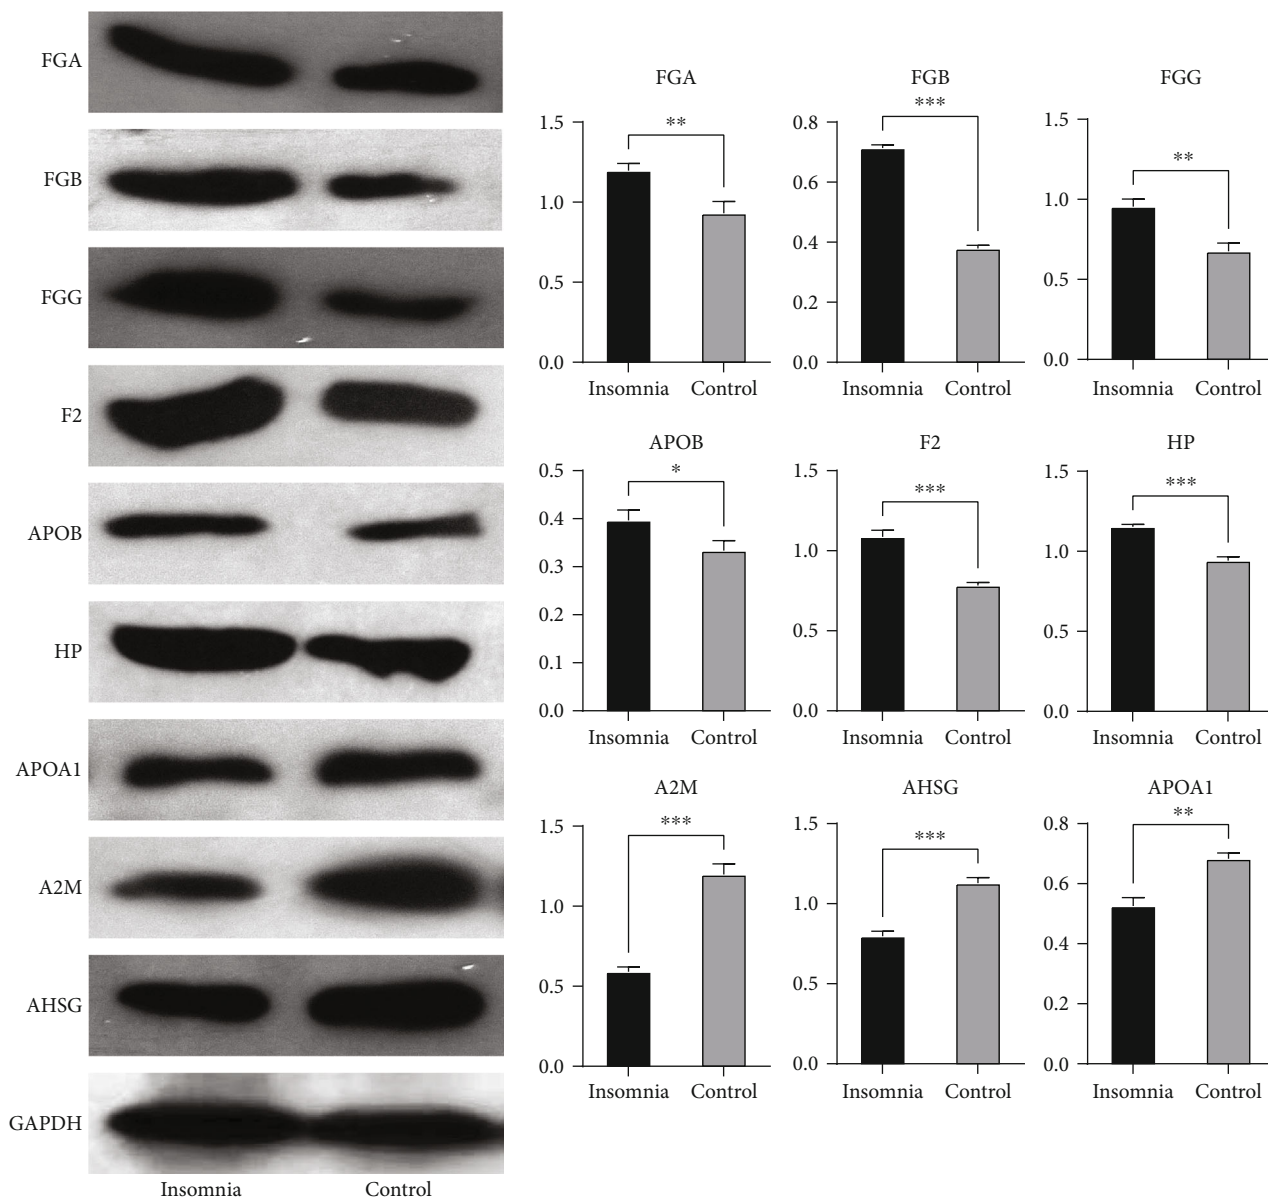 FGA
FGB
FGG
F2
APOB
HP
APOA1
A2M
AHSG
GAPDH
Insomnia Control
FGA
**
1.5
1.0
0.5
0.0
Insomnia Control
FGB
***
0.8
0.6
0.4
0.2
0.0
Insomnia Control
FGG
**
1.5
1.0
0.5
0.0
Insomnia Control
APOB
*
0.5
0.4
0.3
0.2
0.1
0.0
Insomnia Control
F2
***
1.5
1.0
0.5
0.0
Insomnia Control
HP
***
1.5
1.0
0.5
0.0
Insomnia Control
A2M
***
1.5
1.0
0.5
0.0
Insomnia Control
AHSG
***
1.5
1.0
0.5
0.0
Insomnia Control
APOA1
**
0.8
0.6
0.4
0.2
0.0
Insomnia Control